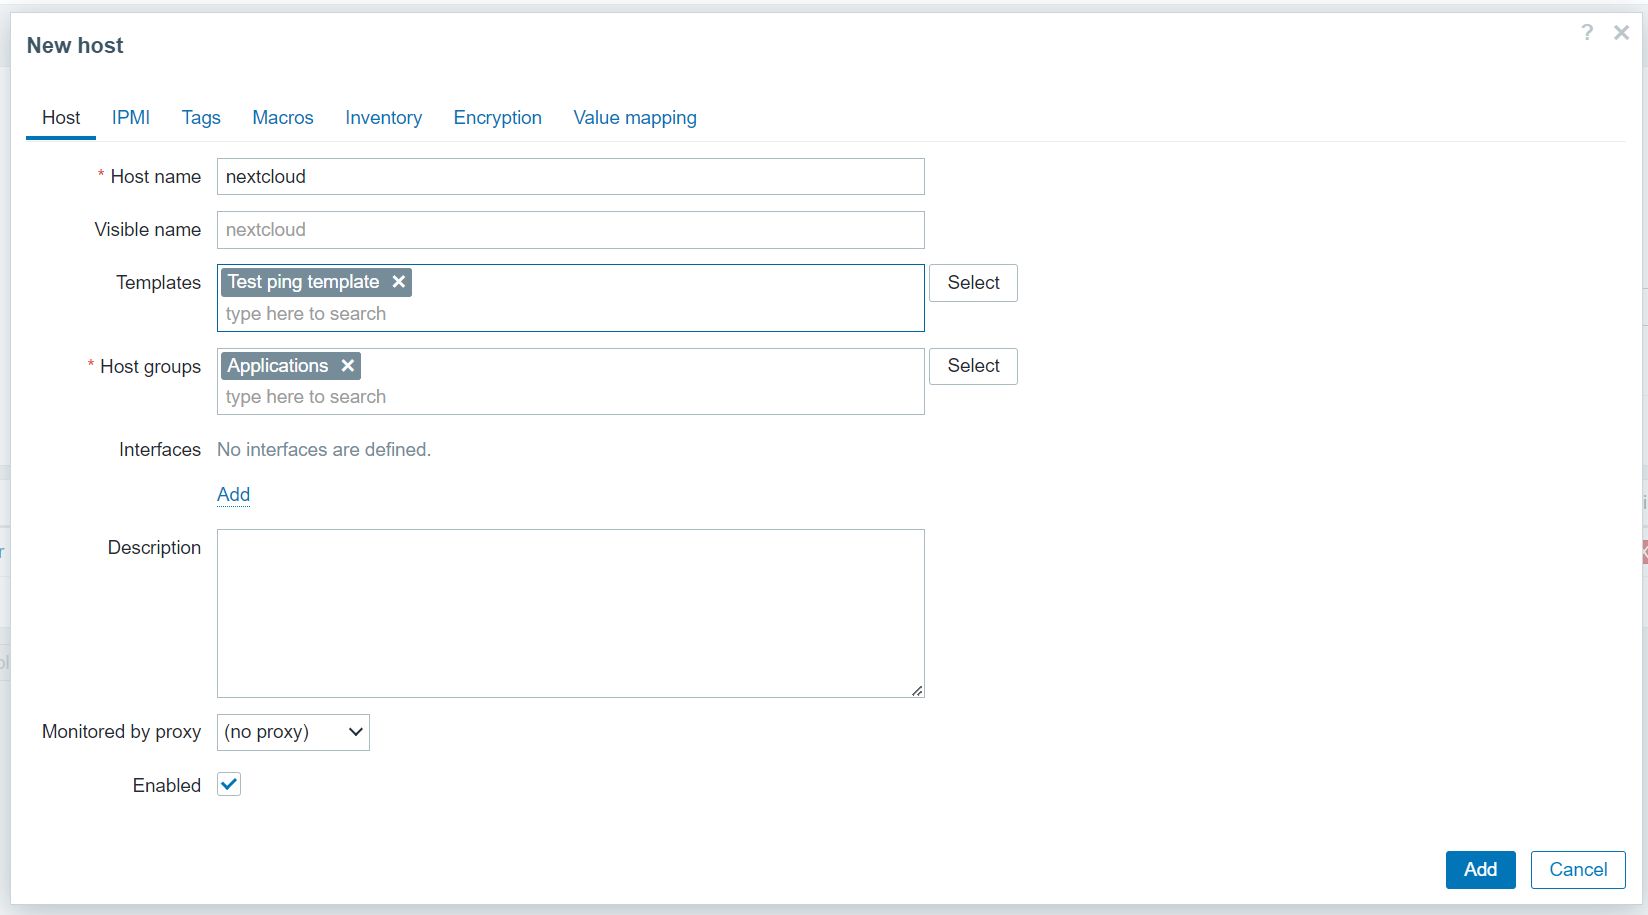 New host
?
Host IPMI Tags Macros Inventory Encryption Value mapping
* Host name nextcloud
Visible name nextcloud
Templates Test ping template Select
type here to search
* Host groups Applications Select
type here to search
Interfaces No interfaces are defined.
Add
Description
Monitored by proxy (no proxy)
Enabled
Add Cancel